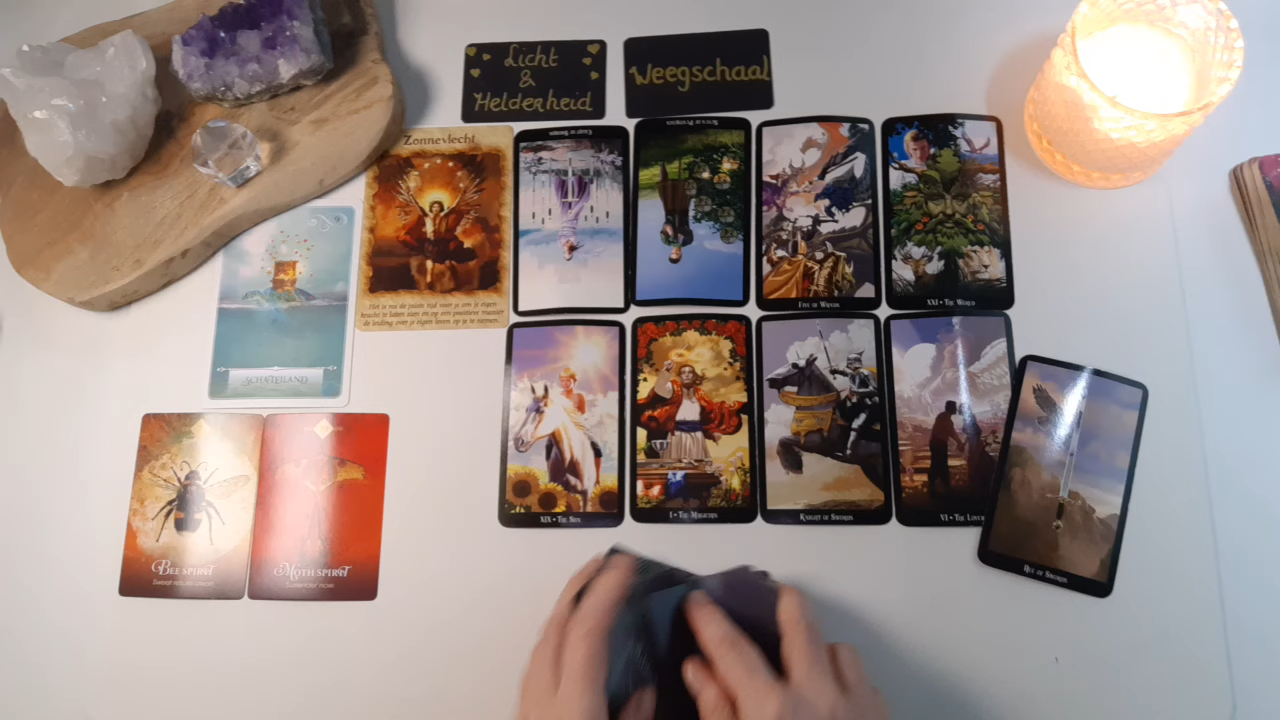 Licht
&
Helderheid
Weegschaal
Zonnevlecht
Het is nu de juiste tijd voor je om je eigen
kracht te laten zien en op een positieve manier
de leiding over je eigen leven op je te nemen.
Five of Wands
XXI • The World
Schateiland
XIX • The Sun
I • The Magician
Knight of Swords
VI • The Lovers
Ace of Swords
Bee spirit
Moth spirit
Surrender now